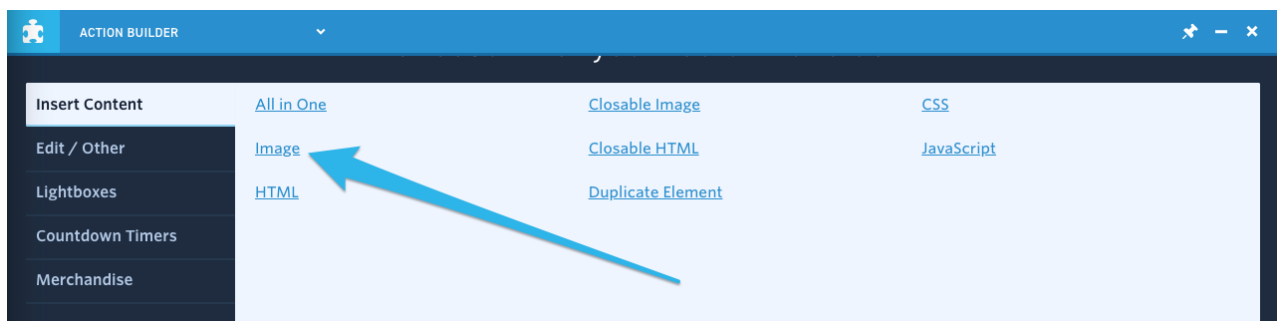 ACTION BUILDER
Insert Content
All in One
Closable Image
CSS
Edit / Other
Image
Closable HTML
JavaScript
Lightboxes
HTML
Duplicate Element
Countdown Timers
Merchandise